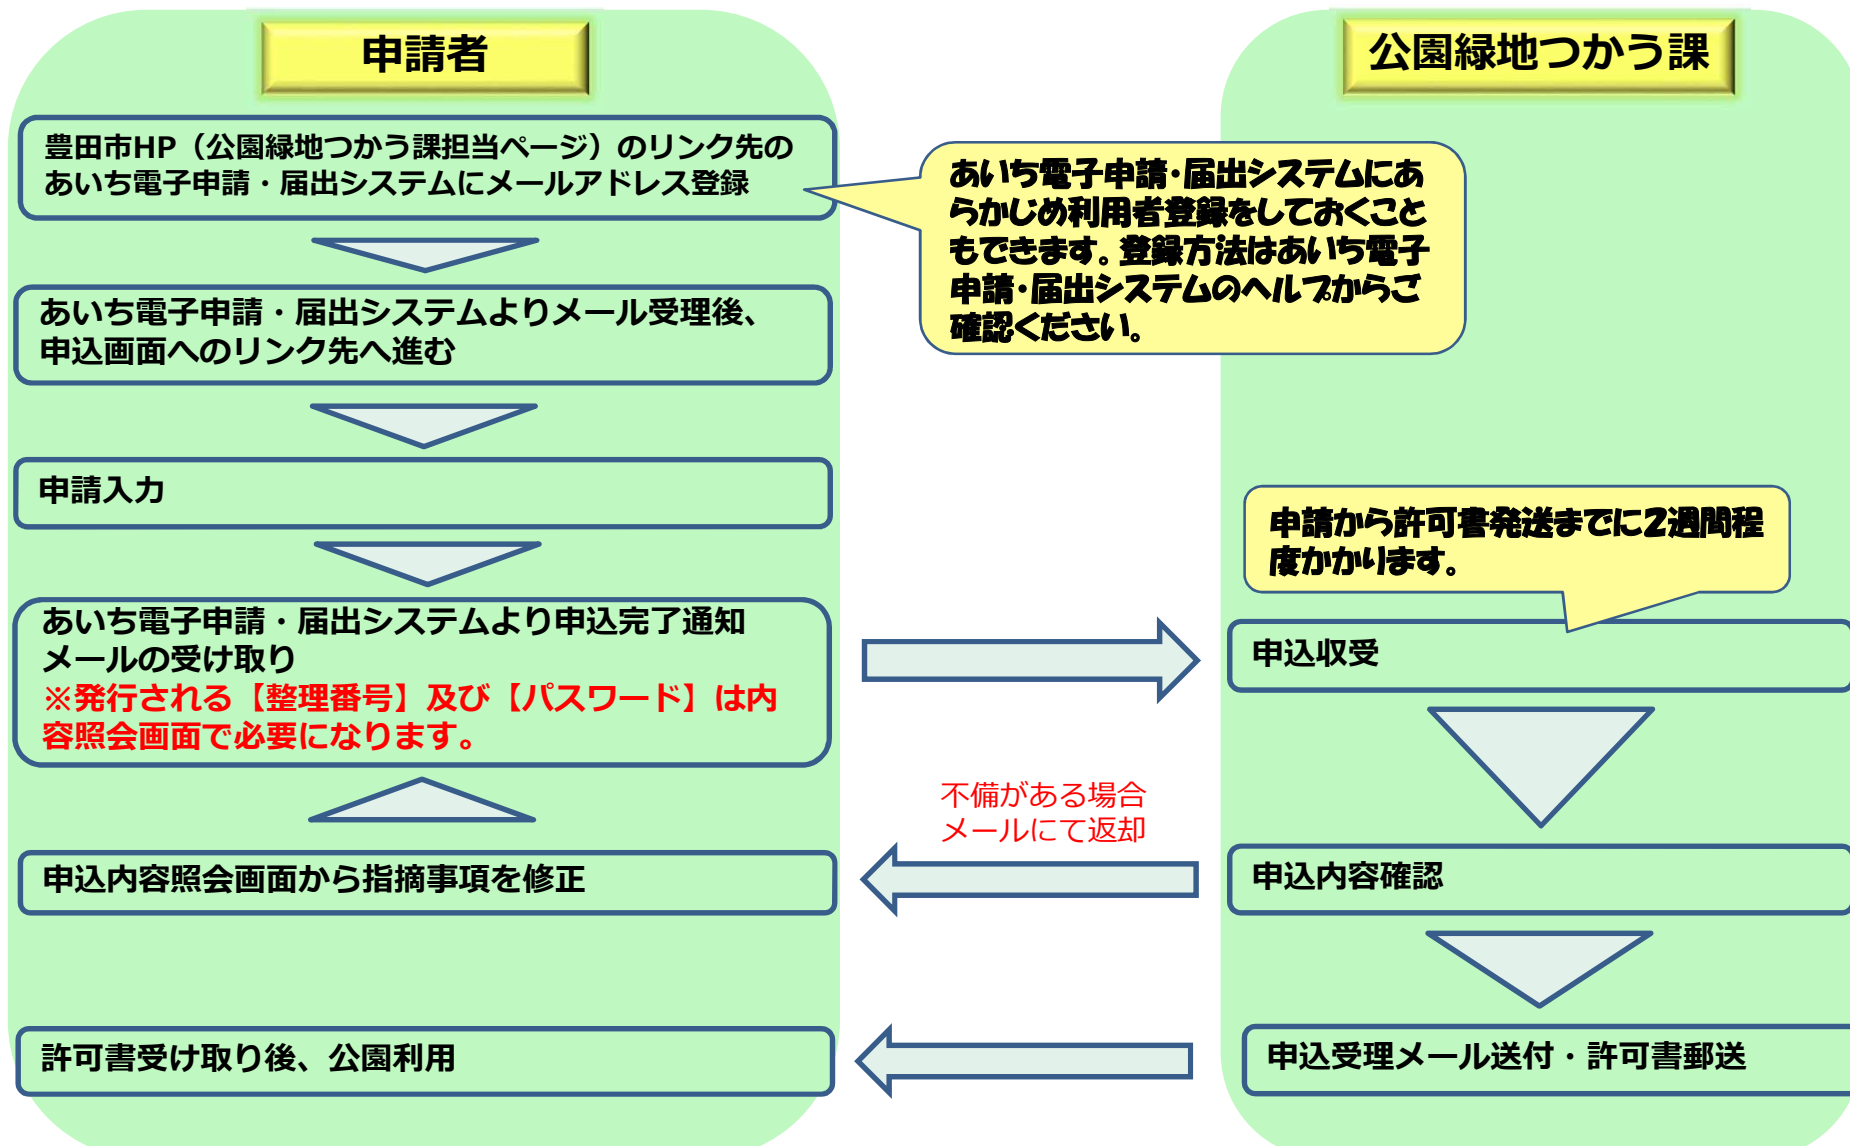 申請者
豊田市HP（公園緑地つかう課担当ページ）のリンク先の
あいち電子申請・届出システムにメールアドレス登録
あいち電子申請・届出システムよりメール受理後、
申込画面へのリンク先へ進む
申請入力
あいち電子申請・届出システムより申込完了通知
メールの受け取り
※発行される【整理番号】及び【パスワード】は内
容照会画面で必要になります。
申込内容照会画面から指摘事項を修正
許可書受け取り後、公園利用
あいち電子申請・届出システムにあ
らかじめ利用者登録をしておくこと
もできます。登録方法はあいち電子
申請・届出システムのヘルプからご
確認ください。
不備がある場合
メールにて返却
公園緑地つかう課
申請から許可書発送までに2週間程
度かかります。
申込収受
申込内容確認
申込受理メール送付・許可書郵送